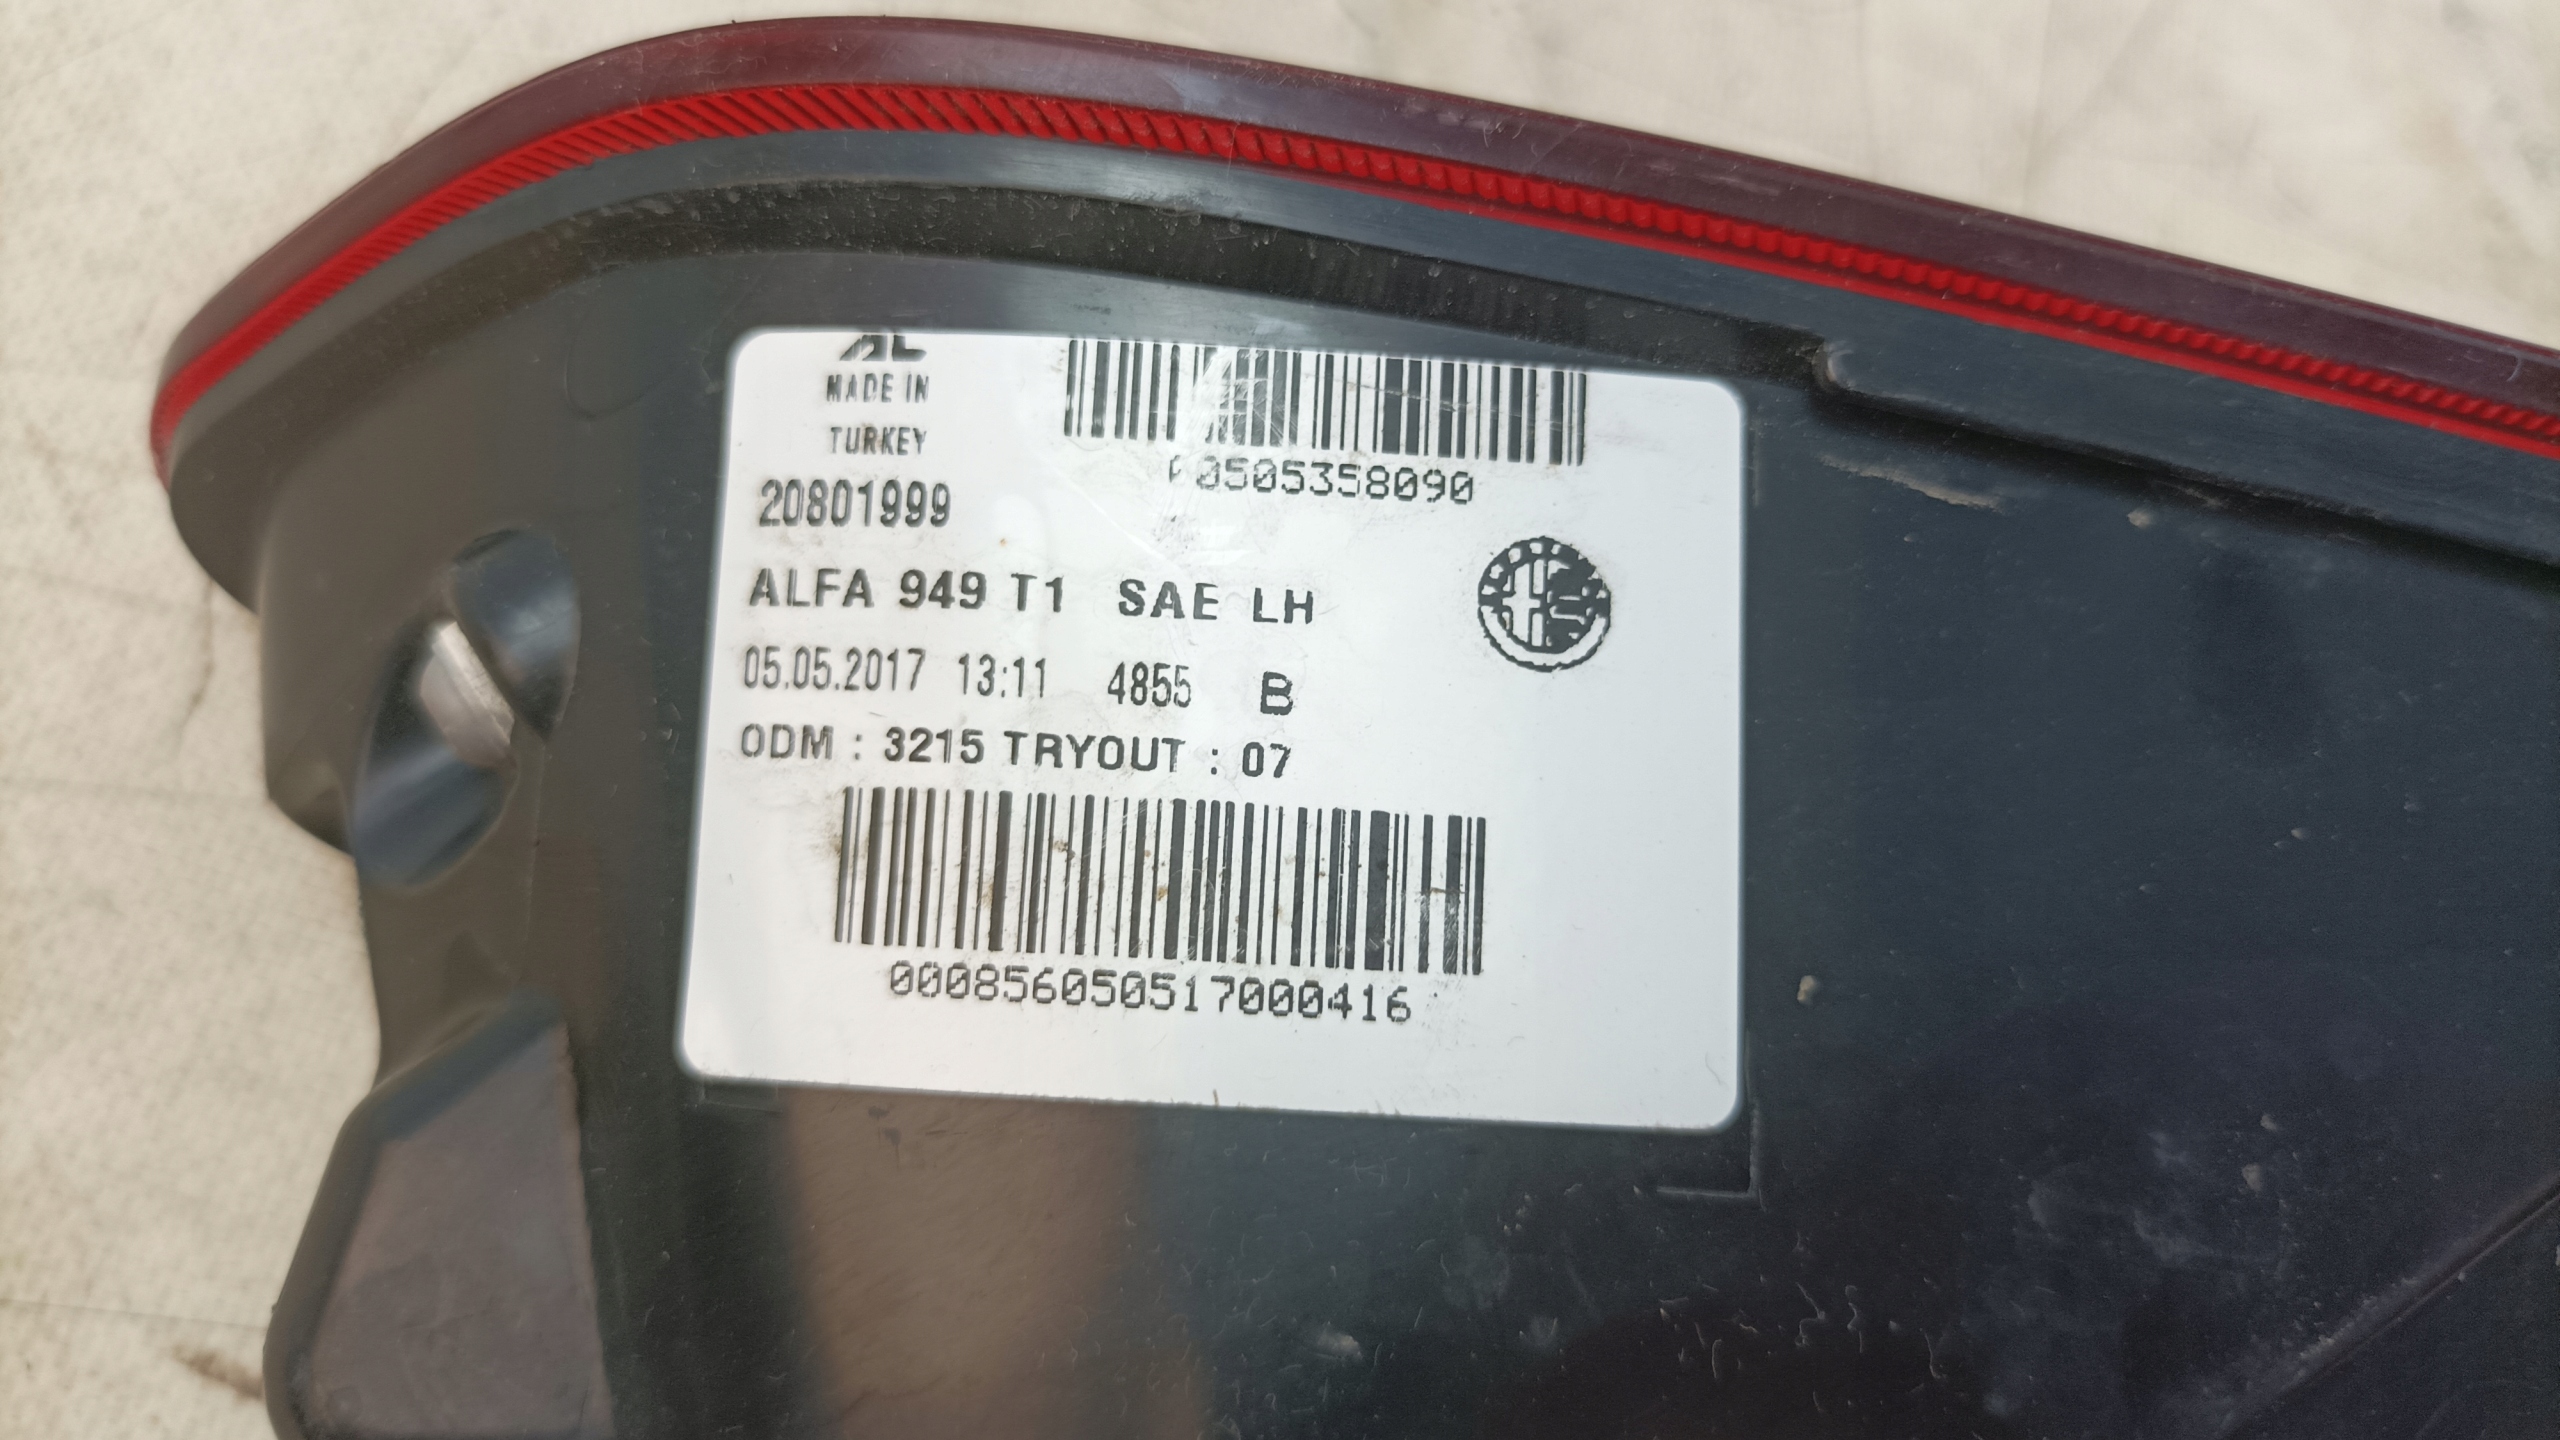 MADE IN
TURKEY
00505358090
20801999
ALFA 949 T1 SAE LH
05.05.2017 13:11 4855 B
ODM : 3215 TRYOUT : 07
000856050517000416